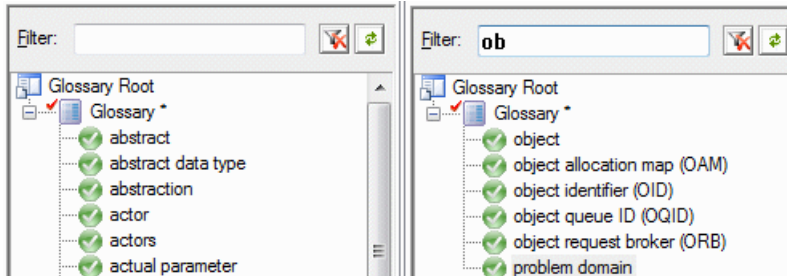 Filter:
Glossary Root
Glossary *
abstract
abstract data type
abstraction
actor
actors
actual parameter
Filter: ob
Glossary Root
Glossary *
object
object allocation map (OAM)
object identifier (OID)
object queue ID (OQID)
object request broker (ORB)
problem domain